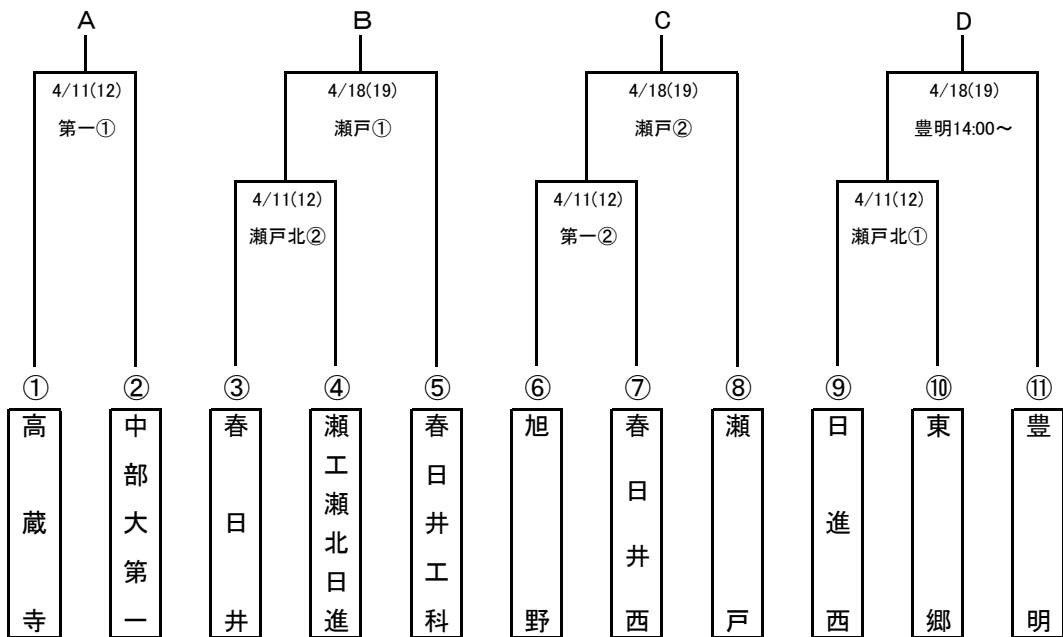 A
B
C
D
4/11(12)
第一①
4/18(19)
瀬戸①
4/18(19)
瀬戸②
4/18(19)
豊明14:00～
4/11(12)
瀬戸北②
4/11(12)
第一②
4/11(12)
瀬戸北①
①
②
③
④
⑤
⑥
⑦
⑧
⑨
⑩
⑪
高蔵寺
中部大第一
春日井
瀬工瀬北日進
春日井工科
旭野
春日井西
瀬戸
日進西
東郷
豊明